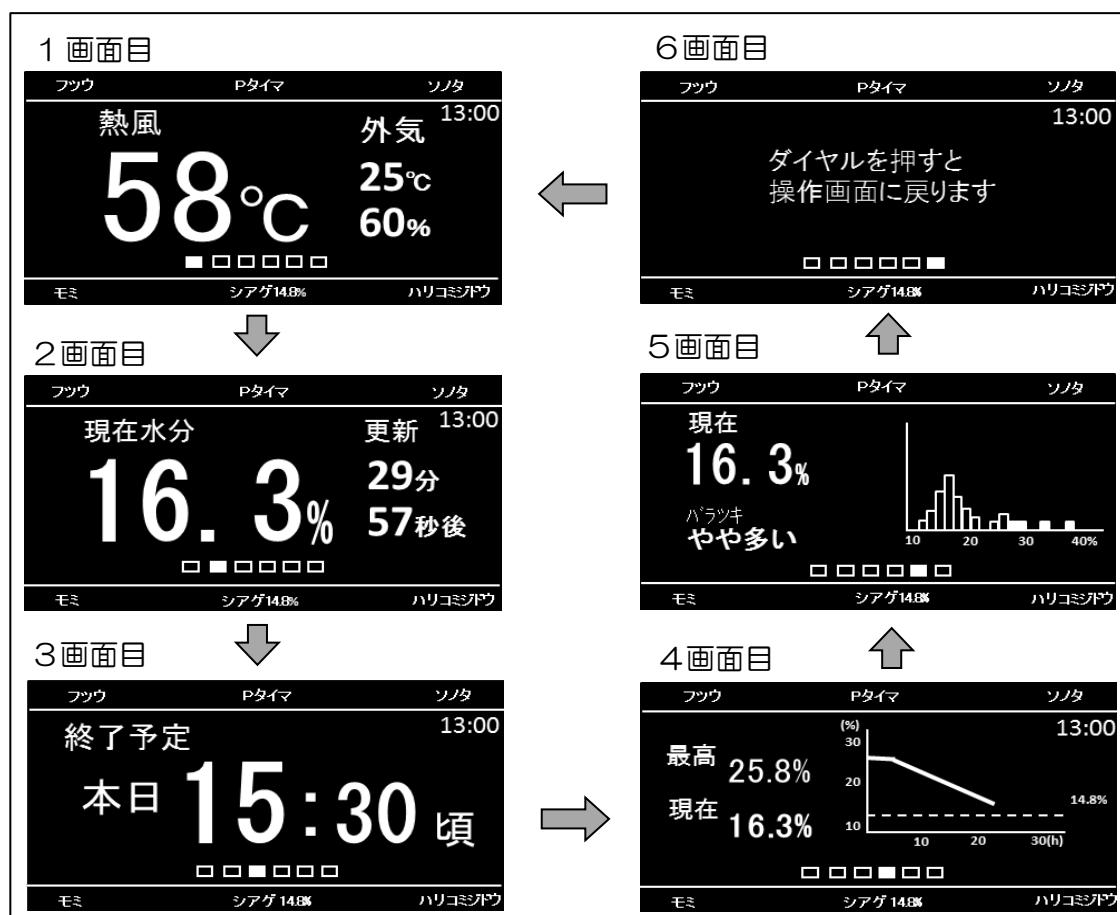 1画面目
フツウ Pタイマ ソノタ
13:00
熱風 外気
58℃ 25℃
60%
モミ シアゲ14.8% ハリコミジドウ
2画面目
フツウ Pタイマ ソノタ
13:00
現在水分 更新
16.3% 29分
57秒後
モミ シアゲ14.8% ハリコミジドウ
3画面目
フツウ Pタイマ ソノタ
13:00
終了予定
本日 15:30 頃
モミ シアゲ 14.8% ハリコミジドウ
4画面目
フツウ Pタイマ ソノタ
13:00
(%)
30
最高 25.8%
20
14.8%
現在 16.3%
10
10 20 30(h)
モミ シアゲ 14.8% ハリコミジドウ
5画面目
フツウ Pタイマ ソノタ
現在
16.3%
バラツキ
やや多い
10 20 30 40%
モミ シアゲ14.8% ハリコミジドウ
6画面目
フツウ Pタイマ ソノタ
13:00
ダイヤルを押すと
操作画面に戻ります
モミ シアゲ14.8% ハリコミジドウ